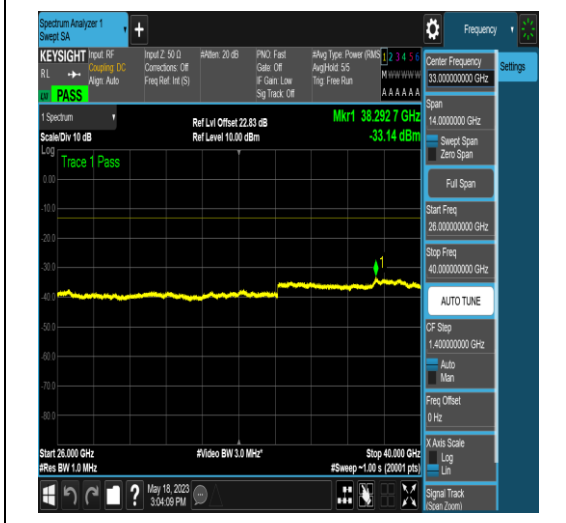 Spectrum Analyzer 1
Swept SA
+
Frequency
KEYSIGHT
RL
PASS
Input: RF
Coupling: DC
Align: Auto
Input Z: 50 Ω
Corrections: Off
Freq Ref: Int (S)
#Atten: 20 dB
PNO: Fast
Gate: Off
IF Gain: Low
Sig Track: Off
#Avg Type: Power (RMS
Avg|Hold: 5/5
Trig: Free Run
1 2 3 4 5 6
M W W W W W
A A A A A A
Center Frequency
33.000000000 GHz
Settings
Span
14.0000000 GHz
Swept Span
Zero Span
Full Span
Start Freq
26.000000000 GHz
Stop Freq
40.000000000 GHz
AUTO TUNE
CF Step
1.400000000 GHz
Auto
Man
Freq Offset
0 Hz
X Axis Scale
Log
Lin
Signal Track
(Span Zoom)
1 Spectrum
Scale/Div 10 dB
Ref Lvl Offset 22.83 dB
Ref Level 10.00 dBm
Mkr1 38.292 7 GHz
-33.14 dBm
Log
Trace 1 Pass
0.00
-10.0
-20.0
-30.0
-40.0
-50.0
-60.0
-70.0
-80.0
1
Start 26.000 GHz
#Res BW 1.0 MHz
#Video BW 3.0 MHz*
Stop 40.000 GHz
#Sweep ~1.00 s (20001 pts)
?
May 18, 2023
3:04:09 PM